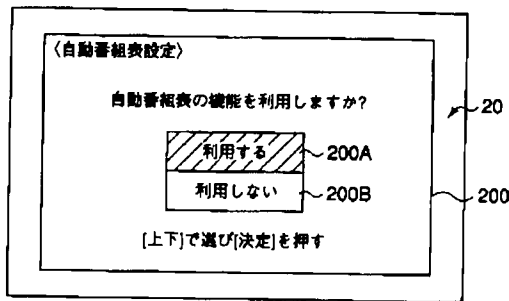 〈自動番組表設定〉
20
自動番組表の機能を利用しますか?
利用する
200A
利用しない
200B
200
[上下]で選び[決定]を押す